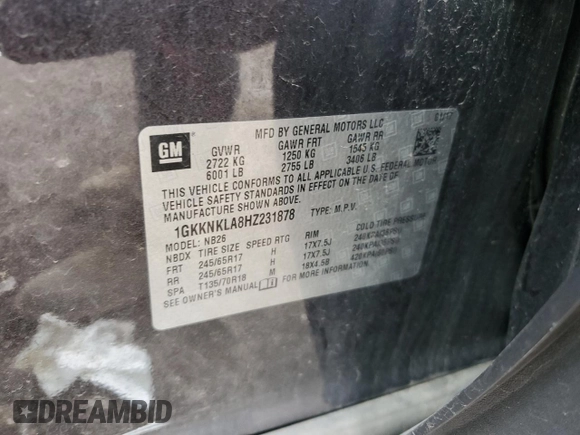 GM
MFD BY GENERAL MOTORS LLC
GVWR GAWR FRT GAWR RR
2722 KG 1250 KG 1545 KG
6001 LB 2755 LB 3406 LB
THIS VEHICLE CONFORMS TO ALL APPLICABLE U.S. FEDERAL MOTOR
VEHICLE SAFETY STANDARDS IN EFFECT ON THE DATE OF
MANUFACTURE SHOWN ABOVE.
1GKKNKLA8HZ231878 TYPE: M.P.V.
MODEL: NB26
NBDX TIRE SIZE SPEED RTG RIM COLD TIRE PRESSURE
FRT 245/65R17 H 17X7.5J
RR 245/65R17 H 17X7.5J
SPA T135/70R18 M 18X4.5B
SEE OWNER'S MANUAL FOR MORE INFORMATION.
DREAMBID